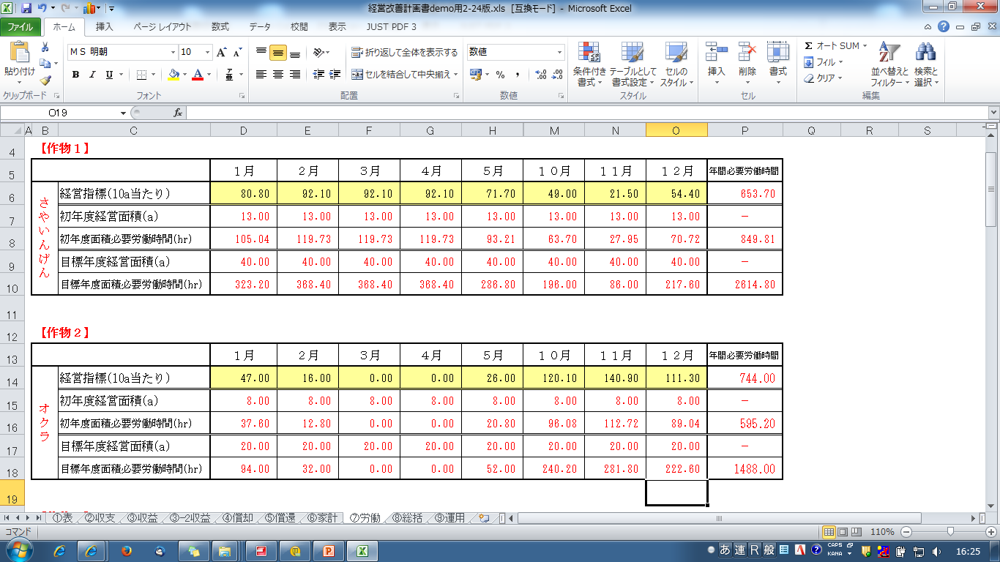 経営改善計画書demo用2-24版.xls [互換モード] - Microsoft Excel
ファイル ホーム 挿入 ページ レイアウト 数式 データ 校閲 表示 JUST PDF 3
貼り付け ＭＳ 明朝 10 折り返して全体を表示する 数値 条件付き書式 テーブルとして書式設定 セルのスタイル 挿入 削除 書式 Σ オート SUM フィル クリア 並べ替えとフィルター 検索と選択
B I U セルを結合して中央揃え % ,
クリップボード フォント 配置 数値 スタイル セル 編集
O19 fx
A B C D E F G H M N O P Q R S
4 【作物１】
5 １月 ２月 ３月 ４月 ５月 １０月 １１月 １２月 年間必要労働時間
さやいんげん
6 経営指標(10a当たり) 80.80 92.10 92.10 92.10 71.70 49.00 21.50 54.40 653.70
7 初年度経営面積(a) 13.00 13.00 13.00 13.00 13.00 13.00 13.00 13.00 －
8 初年度面積必要労働時間(hr) 105.04 119.73 119.73 119.73 93.21 63.70 27.95 70.72 849.81
9 目標年度経営面積(a) 40.00 40.00 40.00 40.00 40.00 40.00 40.00 40.00 －
10 目標年度面積必要労働時間(hr) 323.20 368.40 368.40 368.40 286.80 196.00 86.00 217.60 2614.80
11
12 【作物２】
13 １月 ２月 ３月 ４月 ５月 １０月 １１月 １２月 年間必要労働時間
オクラ
14 経営指標(10a当たり) 47.00 16.00 0.00 0.00 26.00 120.10 140.90 111.30 744.00
15 初年度経営面積(a) 8.00 8.00 8.00 8.00 8.00 8.00 8.00 8.00 －
16 初年度面積必要労働時間(hr) 37.60 12.80 0.00 0.00 20.80 96.08 112.72 89.04 595.20
17 目標年度経営面積(a) 20.00 20.00 20.00 20.00 20.00 20.00 20.00 20.00 －
18 目標年度面積必要労働時間(hr) 94.00 32.00 0.00 0.00 52.00 240.20 281.80 222.60 1488.00
19
①表 ②収支 ③収益 ③-2収益 ④償却 ⑤償還 ⑥家計 ⑦労働 ⑧総括 ⑨運用
コマンド 110%
あ 連 R 般 CAPS KANA 16:25